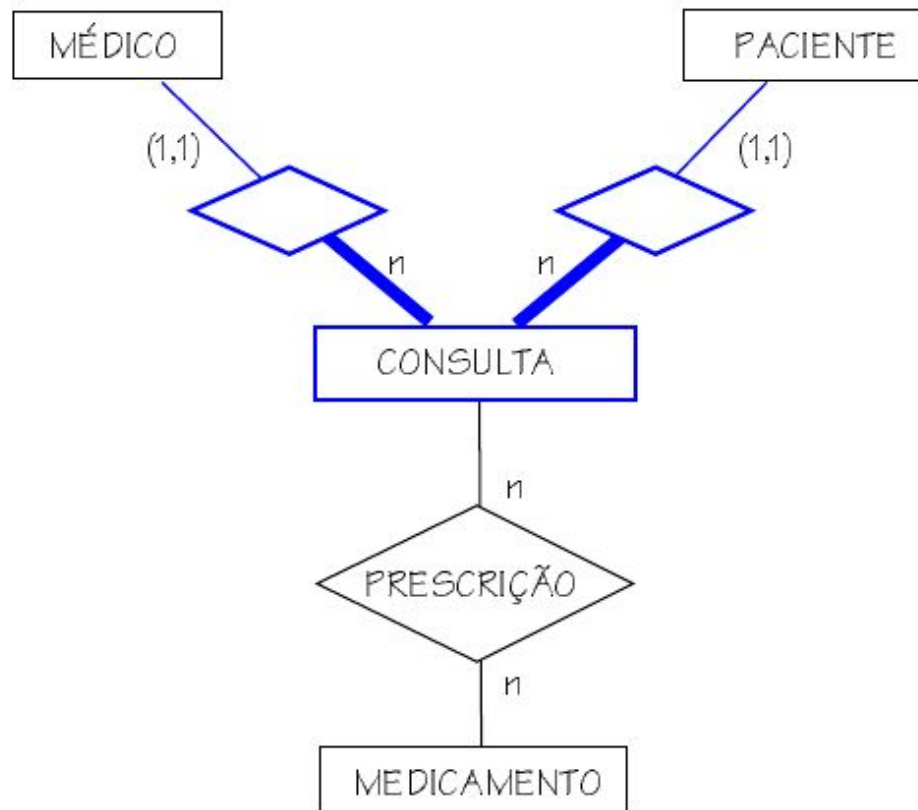 MÉDICO
PACIENTE
(1,1)
(1,1)
n
n
CONSULTA
n
PRESCRIÇÃO
n
MEDICAMENTO